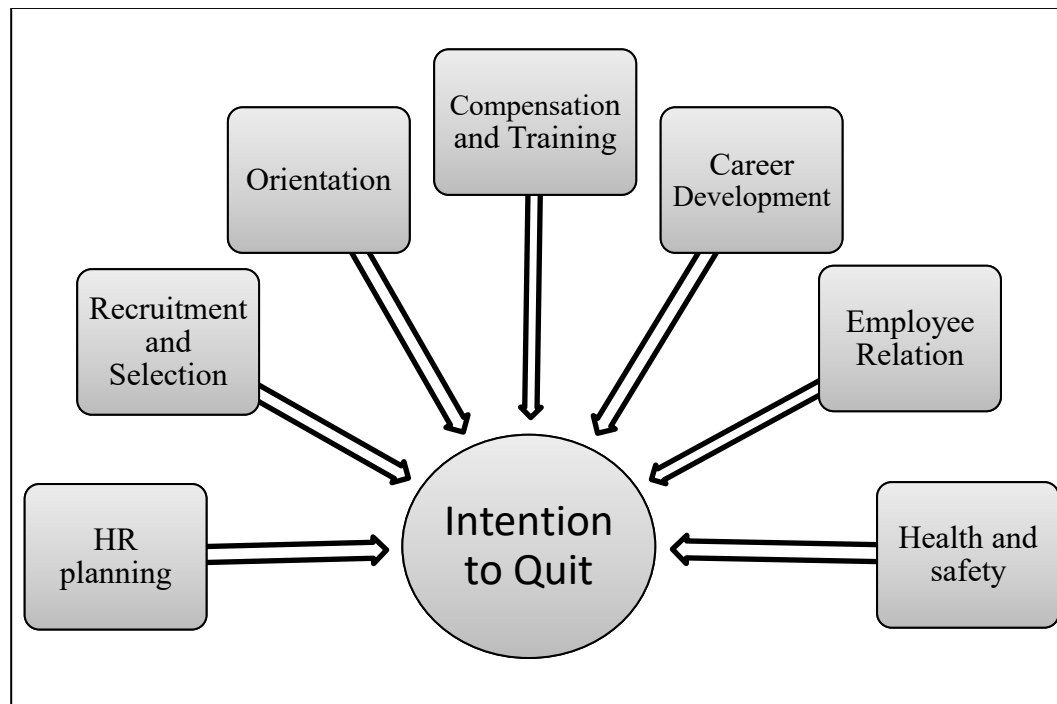 Compensation
and Training
Orientation
Career
Development
Recruitment
and
Selection
Employee
Relation
HR
planning
Intention
to Quit
Health and
safety